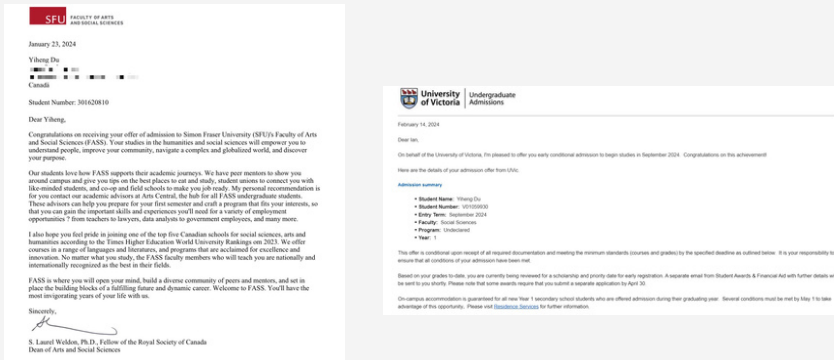 SFU
FACULTY OF ARTS
AND SOCIAL SCIENCES
January 23, 2024
Yiheng Du
Canada
Student Number: 301620810
Dear Yiheng,
Congratulations on receiving your offer of admission to Simon Fraser University (SFU)'s Faculty of Arts
and Social Sciences (FASS). Your studies in the humanities and social sciences will empower you to
understand people, improve your community, navigate a complex and globalized world, and discover
your purpose.
Our students love how FASS supports their academic journeys. We have peer mentors to show you
around campus and give you tips on the best places to eat and study, student unions to connect you with
like-minded students, and co-op and field schools to make you job ready. My personal recommendation is
for you contact our academic advisors at Arts Central, the hub for all FASS undergraduate students.
These advisors can help you prepare for your first semester and craft a program that fits your interests, so
that you can gain the important skills and experiences you'll need for a variety of employment
opportunities ? from teachers to lawyers, data analysts to government employees, and many more.
I also hope you feel pride in joining one of the top five Canadian schools for social sciences, arts and
humanities according to the Times Higher Education World University Rankings om 2023. We offer
courses in a range of languages and literatures, and programs that are acclaimed for excellence and
innovation. No matter what you study, the FASS faculty members who will teach you are nationally and
internationally recognized as the best in their fields.
FASS is where you will open your mind, build a diverse community of peers and mentors, and set in
place the building blocks of a fulfilling future and dynamic career. Welcome to FASS. You'll have the
most invigorating years of your life with us.
Sincerely,
S. Laurel Weldon, Ph.D., Fellow of the Royal Society of Canada
Dean of Arts and Social Sciences
University
of Victoria
Undergraduate
Admissions
February 14, 2024
Dear Ian,
On behalf of the University of Victoria, I'm pleased to offer you early conditional admission to begin studies in September 2024. Congratulations on this achievement!
Here are the details of your admission offer from UVic:
Admission summary
• Student Name: Yiheng Du
• Student Number: V01059930
• Entry Term: September 2024
• Faculty: Social Sciences
• Program: Undeclared
• Year: 1
This offer is conditional upon receipt of all required documentation and meeting the minimum standards (courses and grades) by the specified deadline as outlined below. It is your responsibility to
ensure that all conditions of your admission have been met.
Based on your grades to-date, you are currently being reviewed for a scholarship and priority date for early registration. A separate email from Student Awards & Financial Aid with further details wi
be sent to you shortly. Please note that some awards require that you submit a separate application by April 30.
On-campus accommodation is guaranteed for all new Year 1 secondary school students who are offered admission during their graduating year. Several conditions must be met by May 1 to take
advantage of this opportunity. Please visit Residence Services for further information.